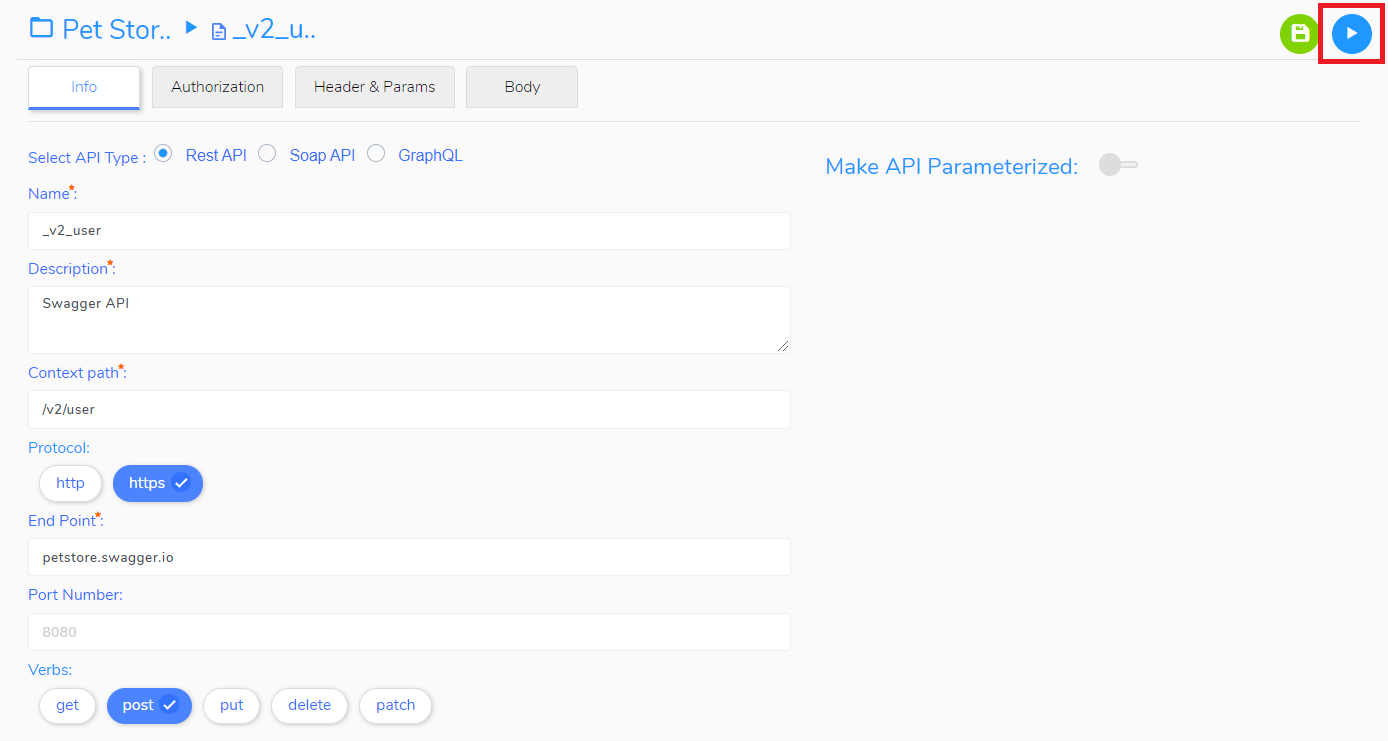 Pet Stor.. _v2_u..
Info Authorization Header & Params Body
Select API Type : Rest API Soap API GraphQL
Make API Parameterized:
Name*:
_v2_user
Description*:
Swagger API
Context path*:
/v2/user
Protocol:
http https
End Point*:
petstore.swagger.io
Port Number:
8080
Verbs:
get post put delete patch